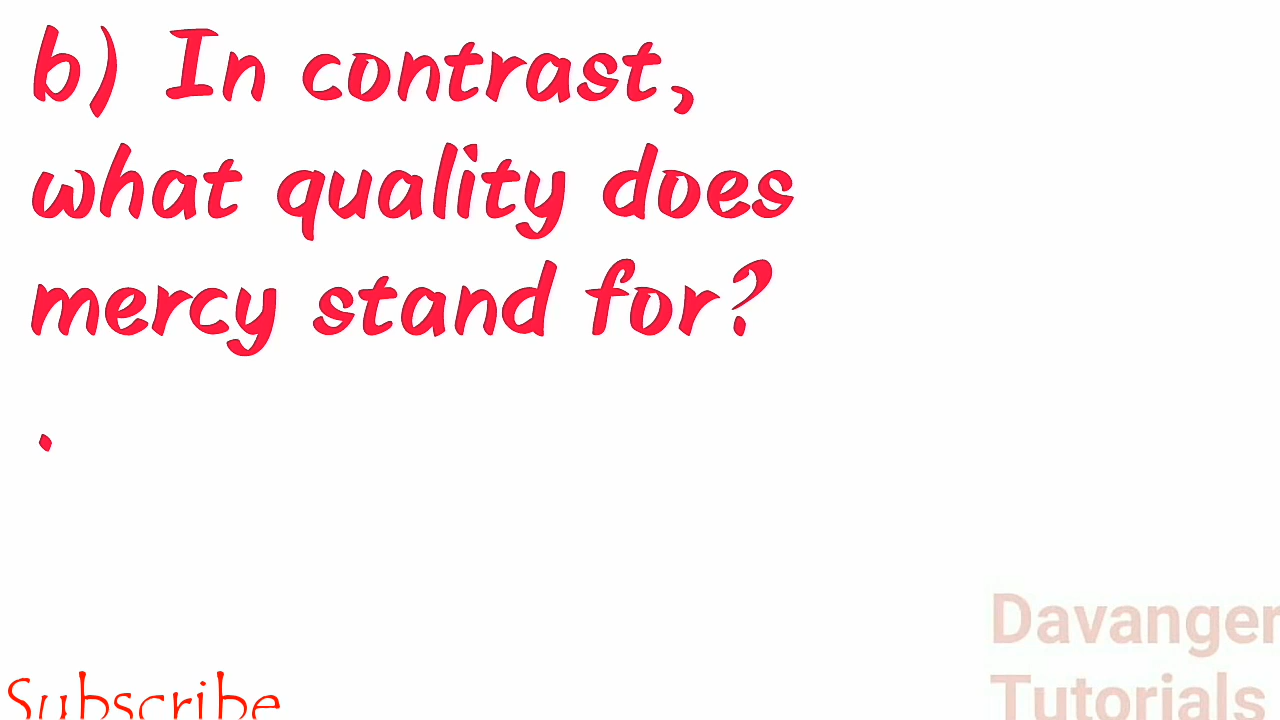 b) In contrast,
what quality does
mercy stand for?
.
Davanger
Tutorials
Subscribe